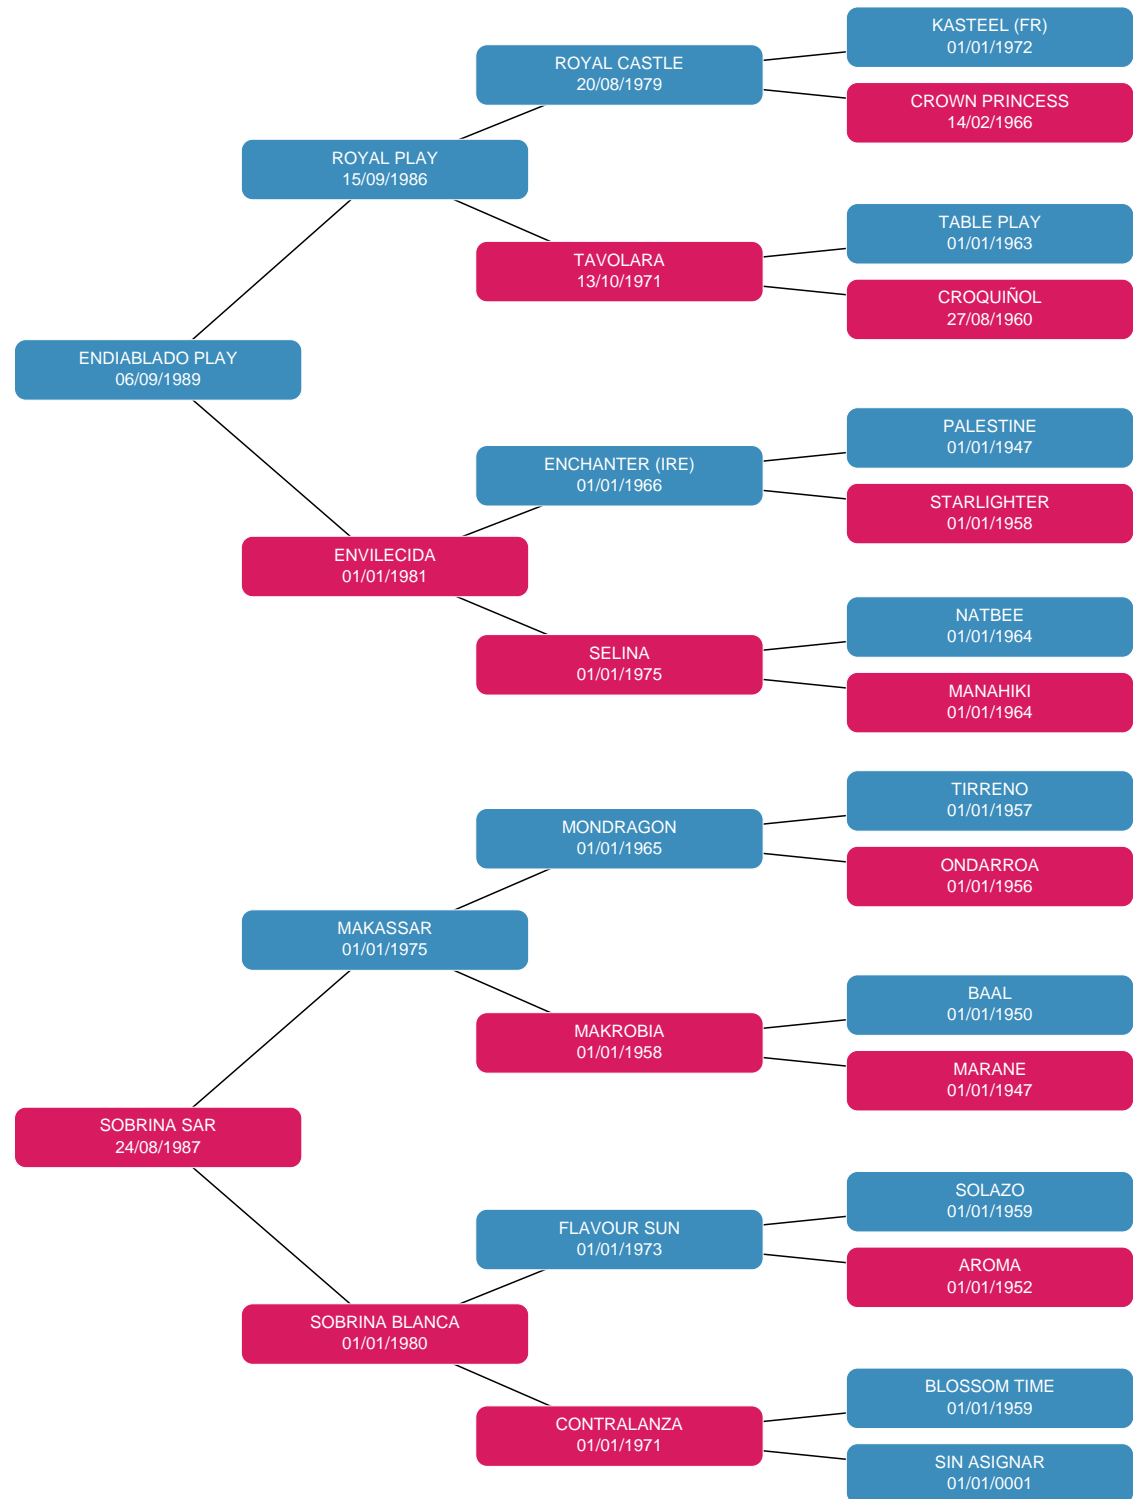 KASTEEL (FR)
01/01/1972
ROYAL CASTLE
20/08/1979
CROWN PRINCESS
14/02/1966
ROYAL PLAY
15/09/1986
TABLE PLAY
01/01/1963
TAVOLARA
13/10/1971
CROQUIÑOL
27/08/1960
ENDIABLADO PLAY
06/09/1989
PALESTINE
01/01/1947
ENCHANTER (IRE)
01/01/1966
STARLIGHTER
01/01/1958
ENVILECIDA
01/01/1981
NATBEE
01/01/1964
SELINA
01/01/1975
MANAHIKI
01/01/1964
TIRRENO
01/01/1957
MONDRAGON
01/01/1965
ONDARROA
01/01/1956
MAKASSAR
01/01/1975
BAAL
01/01/1950
MAKROBIA
01/01/1958
MARANE
01/01/1947
SOBRINA SAR
24/08/1987
SOLAZO
01/01/1959
FLAVOUR SUN
01/01/1973
AROMA
01/01/1952
SOBRINA BLANCA
01/01/1980
BLOSSOM TIME
01/01/1959
CONTRALANZA
01/01/1971
SIN ASIGNAR
01/01/0001